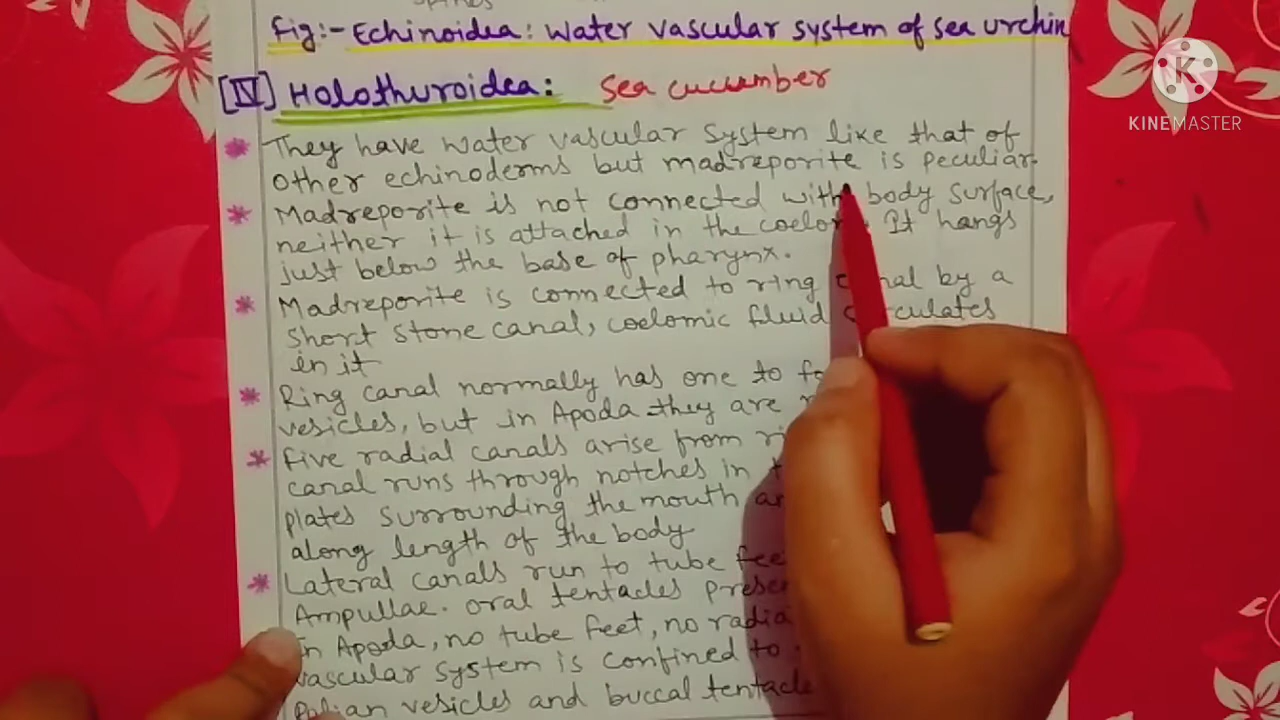 Fig:- Echinoidea: Water vascular system of sea urchin
[IV] Holothuroidea: Sea cucumber
* They have water vascular system like that of
other echinoderms but madreporite is peculiar.
* Madreporite is not connected with body surface,
neither it is attached in the coelom. It hangs
just below the base of pharynx.
* Madreporite is connected to ring canal by a
short stone canal, coelomic fluid circulates
in it
* Ring canal normally has one to
vesicles, but in Apoda they are
* Five radial canals arise from
canal runs through notches in
plates surrounding the mouth
along length of the body
* Lateral canals run to tube
Ampullae. Oral tentacles
In Apoda, no tube feet, no
vascular system is confined to
Polian vesicles and buccal
K
KINEMASTER